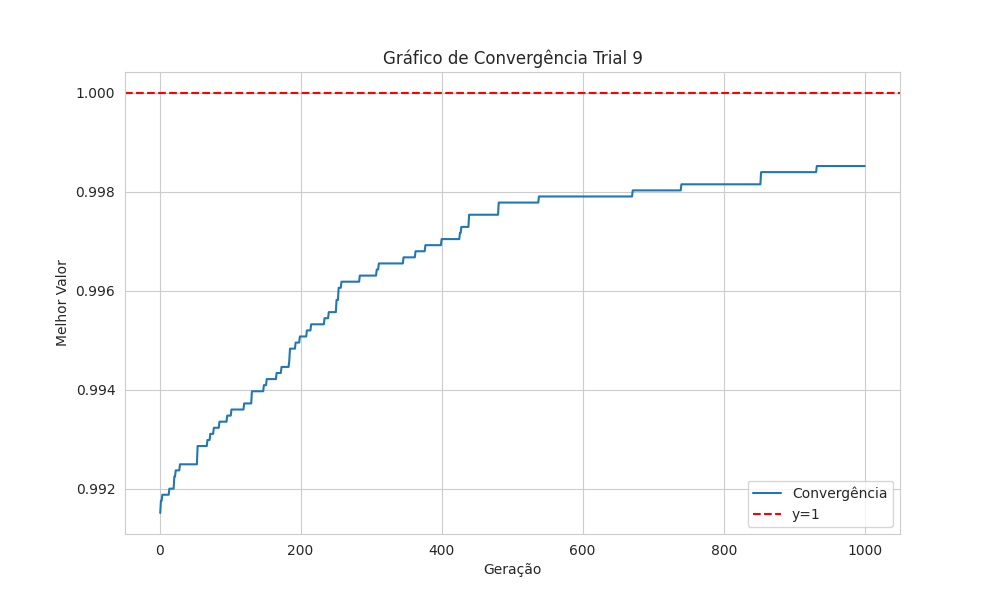 Gráfico de Convergência Trial 9
1.000
0.998
0.996
0.994
0.992
Melhor Valor
0 200 400 600 800 1000
Geração
Convergência
y=1